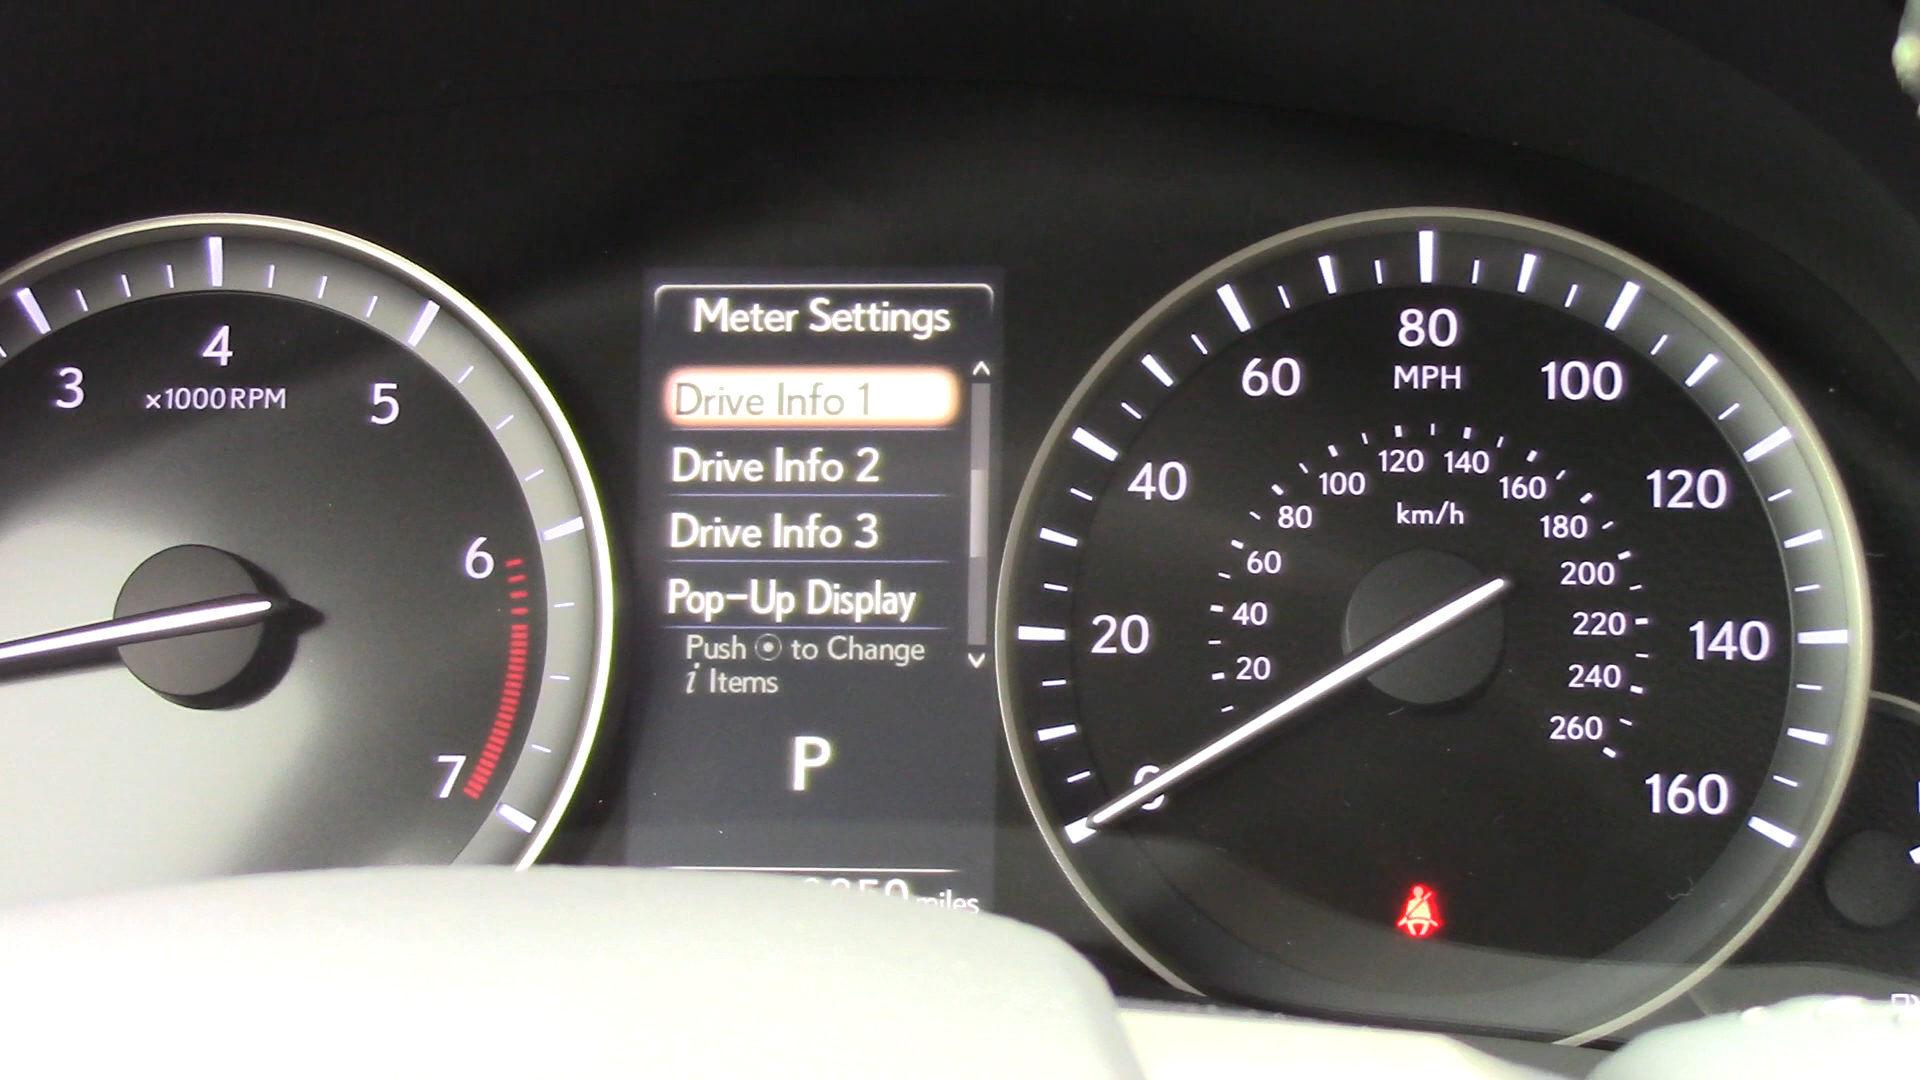 3
4
5
6
7
×1000RPM
Meter Settings
Drive Info 1
Drive Info 2
Drive Info 3
Pop-Up Display
Push to Change
i Items
P
miles
0
20
40
60
80
100
120
140
160
MPH
20
40
60
80
100
120
140
160
180
200
220
240
260
km/h